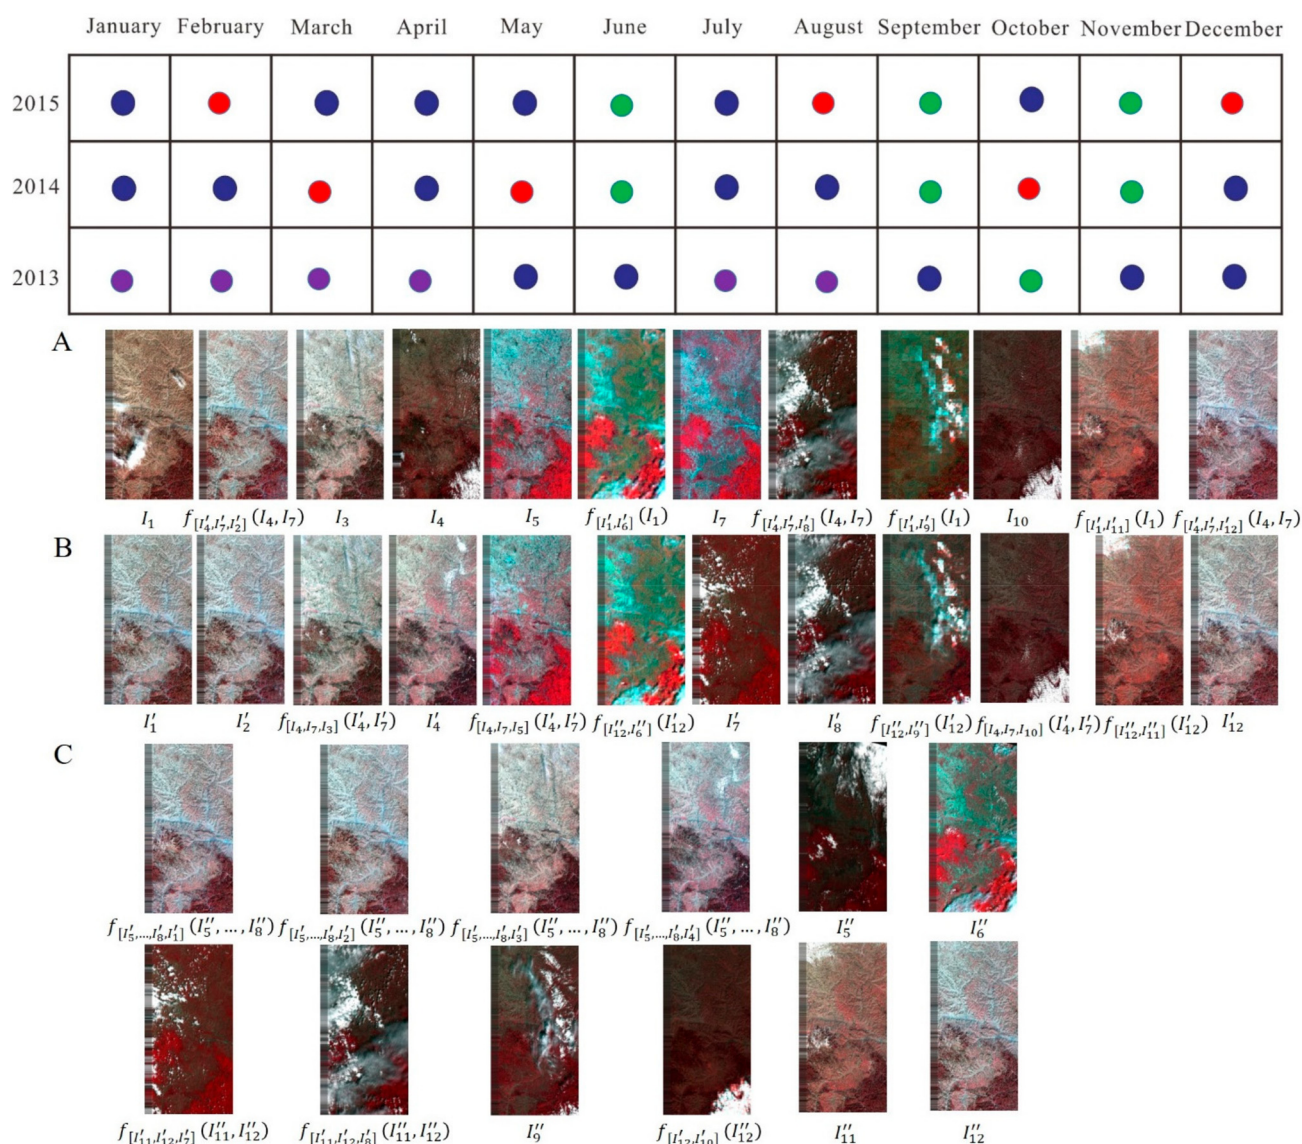 January February March April May June July August September October November December
2015
2014
2013
A
I₁ f[I′₄,I′₇,I′₂] (I₄, I₇) I₃ I₄ I₅ f[I′₁,I′₆] (I₁) I₇ f[I′₄,I′₇,I′₈] (I₄, I₇) f[I′₁,I′₉] (I₁) I₁₀ f[I′₁,I′₁₁] (I₁) f[I′₄,I′₇,I′₁₂] (I₄, I₇)
B
I′₁ I′₂ f[I₄,I₇,I₃] (I′₄, I′₇) I′₄ f[I₄,I₇,I₅] (I′₄, I′₇) f[I″₁₂,I″₆] (I′₁₂) I′₇ I′₈ f[I″₁₂,I″₉] (I′₁₂) f[I₄,I₇,I₁₀] (I′₄, I′₇) f[I″₁₂,I″₁₁] (I′₁₂) I′₁₂
C
f[I′₅,…,I′₈,I′₁] (I″₅, … , I″₈) f[I′₅,…,I′₈,I′₂] (I″₅, … , I″₈) f[I′₅,…,I′₈,I′₃] (I″₅, … , I″₈) f[I′₅,…,I′₈,I′₄] (I″₅, … , I″₈) I″₅ I″₆
f[I′₁₁,I′₁₂,I′₇] (I″₁₁, I″₁₂) f[I′₁₁,I′₁₂,I′₈] (I″₁₁, I″₁₂) I″₉ f[I′₁₂,I′₁₀] (I″₁₂) I″₁₁ I″₁₂